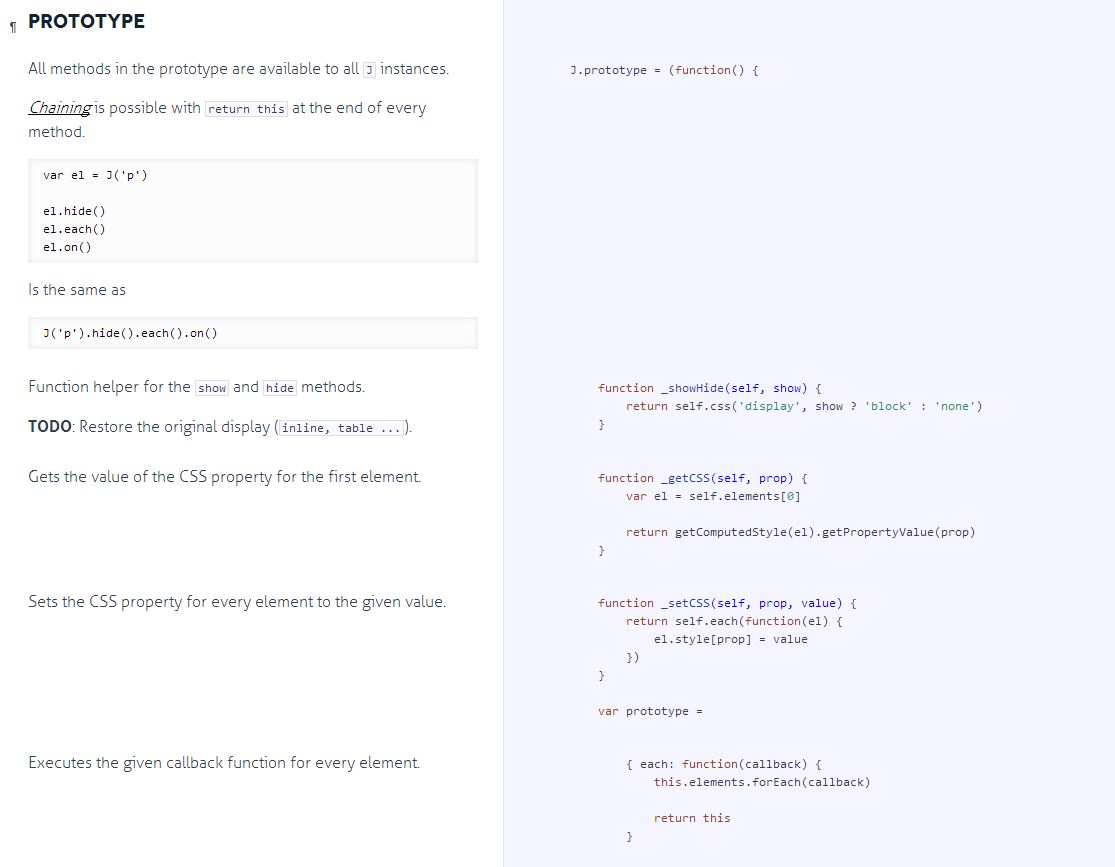 ¶ PROTOTYPE
All methods in the prototype are available to all J instances.
J.prototype = (function() {
Chaining is possible with return this at the end of every
method.
var el = J('p')
el.hide()
el.each()
el.on()
Is the same as
J('p').hide().each().on()
Function helper for the show and hide methods.
TODO: Restore the original display (inline, table ...).
function _showHide(self, show) {
return self.css('display', show ? 'block' : 'none')
}
Gets the value of the CSS property for the first element.
function _getCSS(self, prop) {
var el = self.elements[0]
return getComputedStyle(el).getPropertyValue(prop)
}
Sets the CSS property for every element to the given value.
function _setCSS(self, prop, value) {
return self.each(function(el) {
el.style[prop] = value
})
}
var prototype =
Executes the given callback function for every element.
{ each: function(callback) {
this.elements.forEach(callback)
return this
}